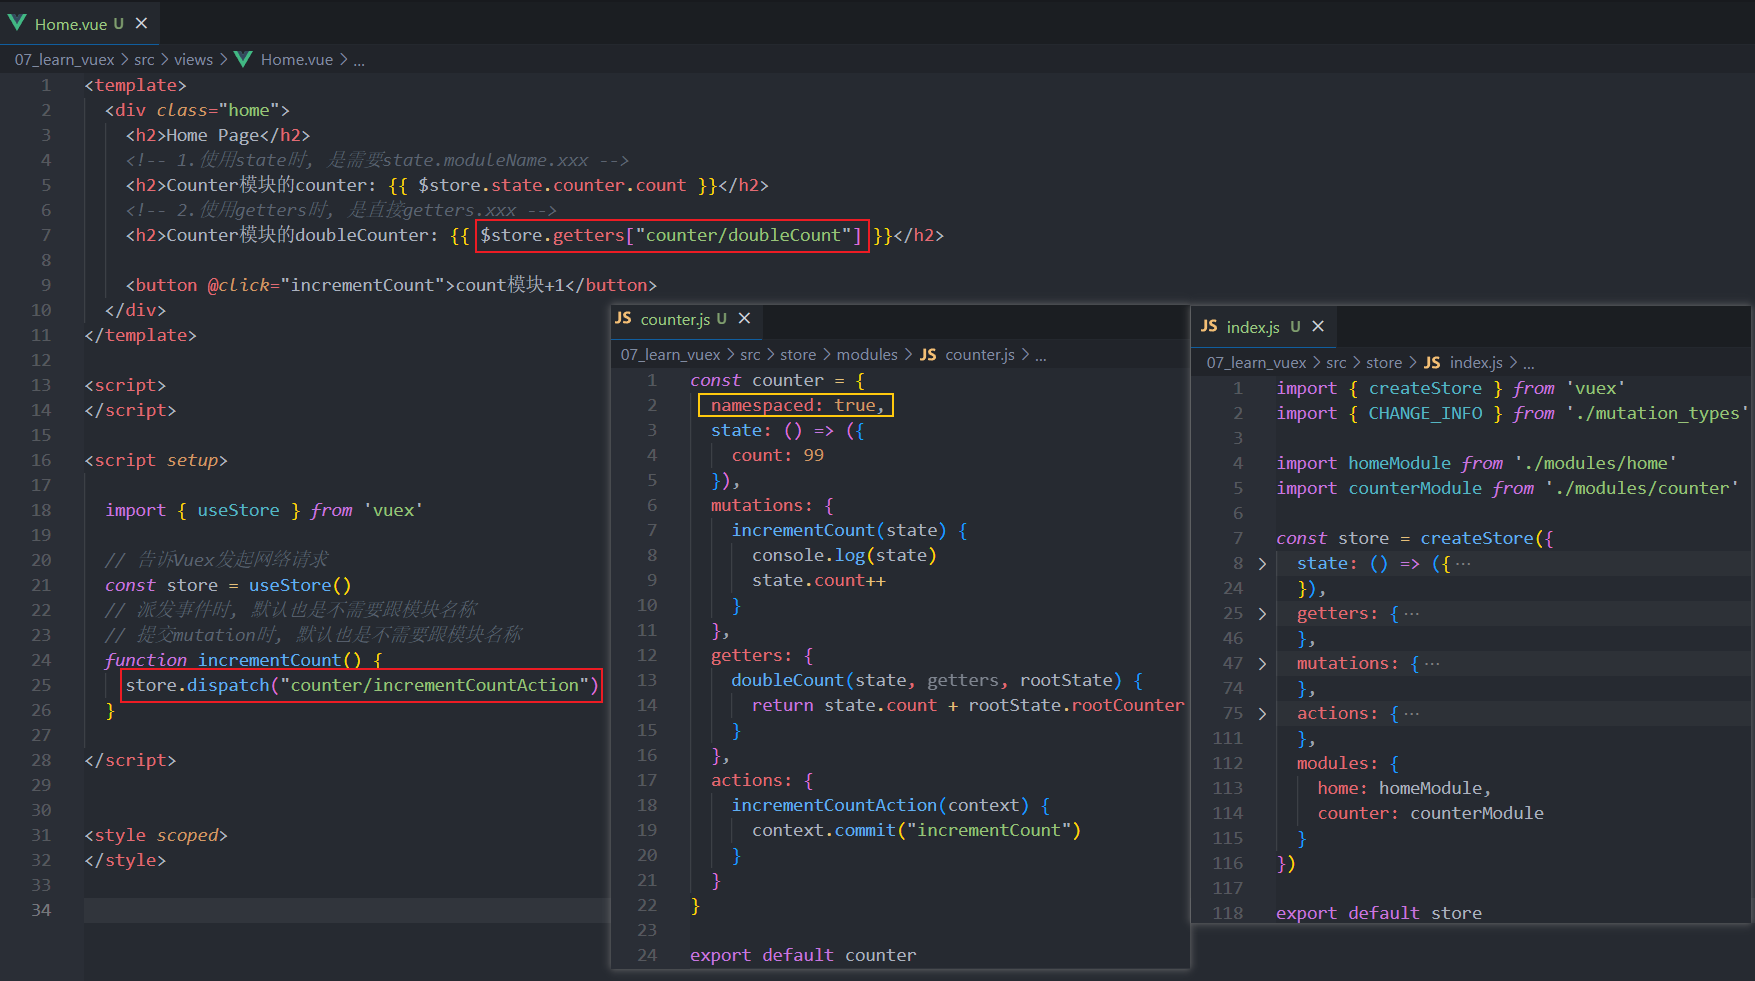 Home.vue U ×
07_learn_vuex > src > views > Home.vue > ...
1 <template>
2 <div class="home">
3 <h2>Home Page</h2>
4 <!-- 1.使用state时, 是需要state.moduleName.xxx -->
5 <h2>Counter模块的counter: {{ $store.state.counter.count }}</h2>
6 <!-- 2.使用getters时, 是直接getters.xxx -->
7 <h2>Counter模块的doubleCounter: {{ $store.getters["counter/doubleCount"] }}</h2>
8
9 <button @click="incrementCount">count模块+1</button>
10 </div>
11 </template>
12
13 <script>
14 </script>
15
16 <script setup>
17
18 import { useStore } from 'vuex'
19
20 // 告诉Vuex发起网络请求
21 const store = useStore()
22 // 派发事件时, 默认也是不需要跟模块名称
23 // 提交mutation时, 默认也是不需要跟模块名称
24 function incrementCount() {
25 store.dispatch("counter/incrementCountAction")
26 }
27
28 </script>
29
30
31 <style scoped>
32 </style>
33
34
JS counter.js U ×
07_learn_vuex > src > store > modules > JS counter.js > ...
1 const counter = {
2 namespaced: true,
3 state: () => ({
4 count: 99
5 }),
6 mutations: {
7 incrementCount(state) {
8 console.log(state)
9 state.count++
10 }
11 },
12 getters: {
13 doubleCount(state, getters, rootState) {
14 return state.count + rootState.rootCounter
15 }
16 },
17 actions: {
18 incrementCountAction(context) {
19 context.commit("incrementCount")
20 }
21 }
22 }
23
24 export default counter
JS index.js U ×
07_learn_vuex > src > store > JS index.js > ...
1 import { createStore } from 'vuex'
2 import { CHANGE_INFO } from './mutation_types'
3
4 import homeModule from './modules/home'
5 import counterModule from './modules/counter'
6
7 const store = createStore({
8 > state: () => ({ ···
24 }),
25 > getters: { ···
46 },
47 > mutations: { ···
74 },
75 > actions: { ···
111 },
112 modules: {
113 home: homeModule,
114 counter: counterModule
115 }
116 })
117
118 export default store